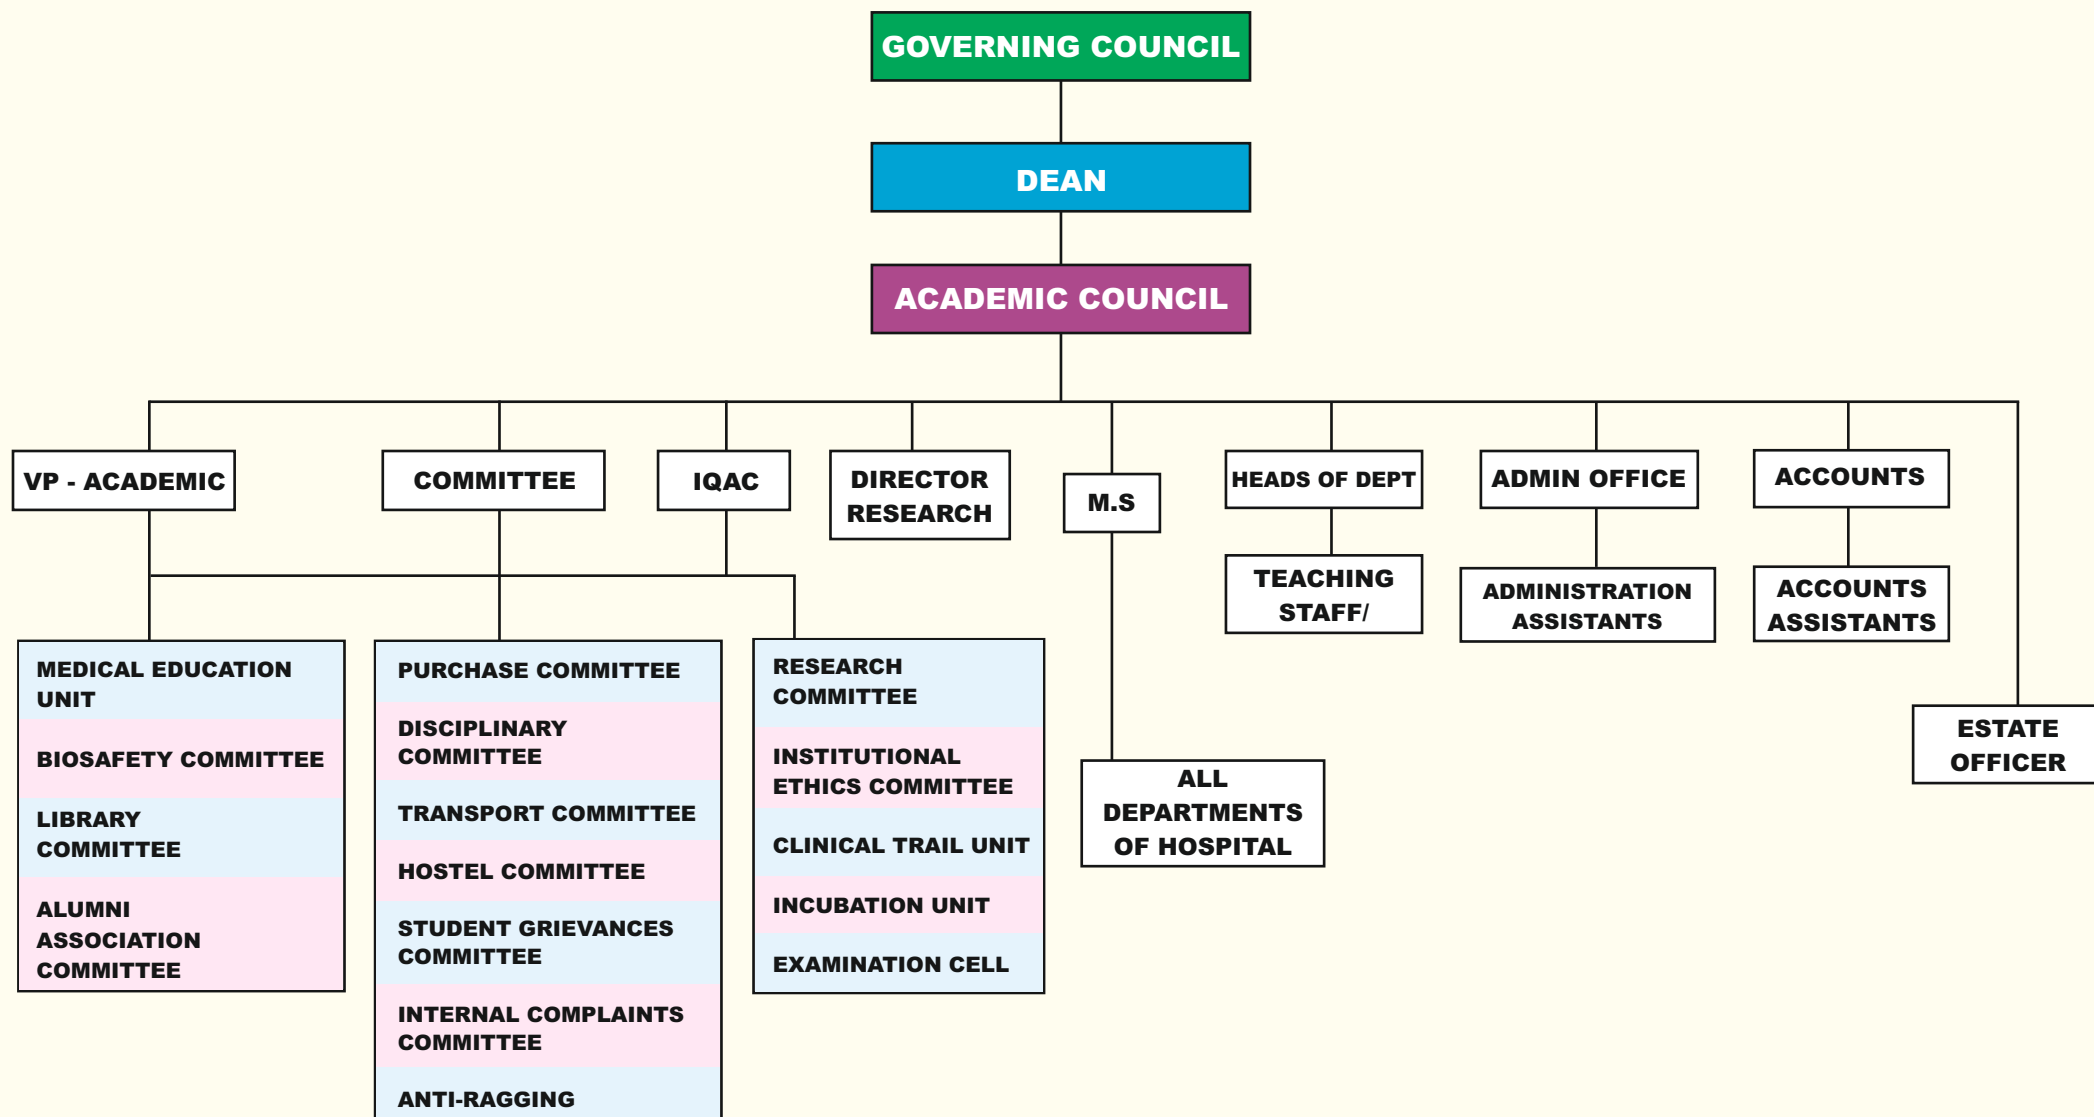 GOVERNING COUNCIL
DEAN
ACADEMIC COUNCIL
VP - ACADEMIC
COMMITTEE
IQAC
DIRECTOR
RESEARCH
M.S
HEADS OF DEPT
ADMIN OFFICE
ACCOUNTS
TEACHING
STAFF/
ADMINISTRATION
ASSISTANTS
ACCOUNTS
ASSISTANTS
MEDICAL EDUCATION
UNIT
BIOSAFETY COMMITTEE
LIBRARY
COMMITTEE
ALUMNI
ASSOCIATION
COMMITTEE
PURCHASE COMMITTEE
DISCIPLINARY
COMMITTEE
TRANSPORT COMMITTEE
HOSTEL COMMITTEE
STUDENT GRIEVANCES
COMMITTEE
INTERNAL COMPLAINTS
COMMITTEE
ANTI-RAGGING
RESEARCH
COMMITTEE
INSTITUTIONAL
ETHICS COMMITTEE
CLINICAL TRAIL UNIT
INCUBATION UNIT
EXAMINATION CELL
ALL
DEPARTMENTS
OF HOSPITAL
ESTATE
OFFICER